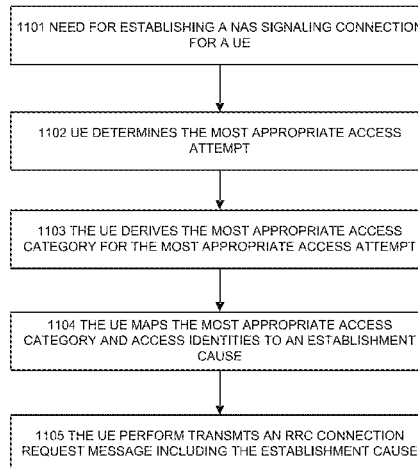 1101 NEED FOR ESTABLISHING A NAS SIGNALING CONNECTION
FOR A UE
1102 UE DETERMINES THE MOST APPROPRIATE ACCESS
ATTEMPT
1103 THE UE DERIVES THE MOST APPROPRIATE ACCESS
CATEGORY FOR THE MOST APPROPRIATE ACCESS ATTEMPT
1104 THE UE MAPS THE MOST APPROPRIATE ACCESS
CATEGORY AND ACCESS IDENTITIES TO AN ESTABLISHMENT
CAUSE
1105 THE UE PERFORM TRANSMTS AN RRC CONNECTION
REQUEST MESSAGE INCLUDING THE ESTABLISHMENT CAUSE